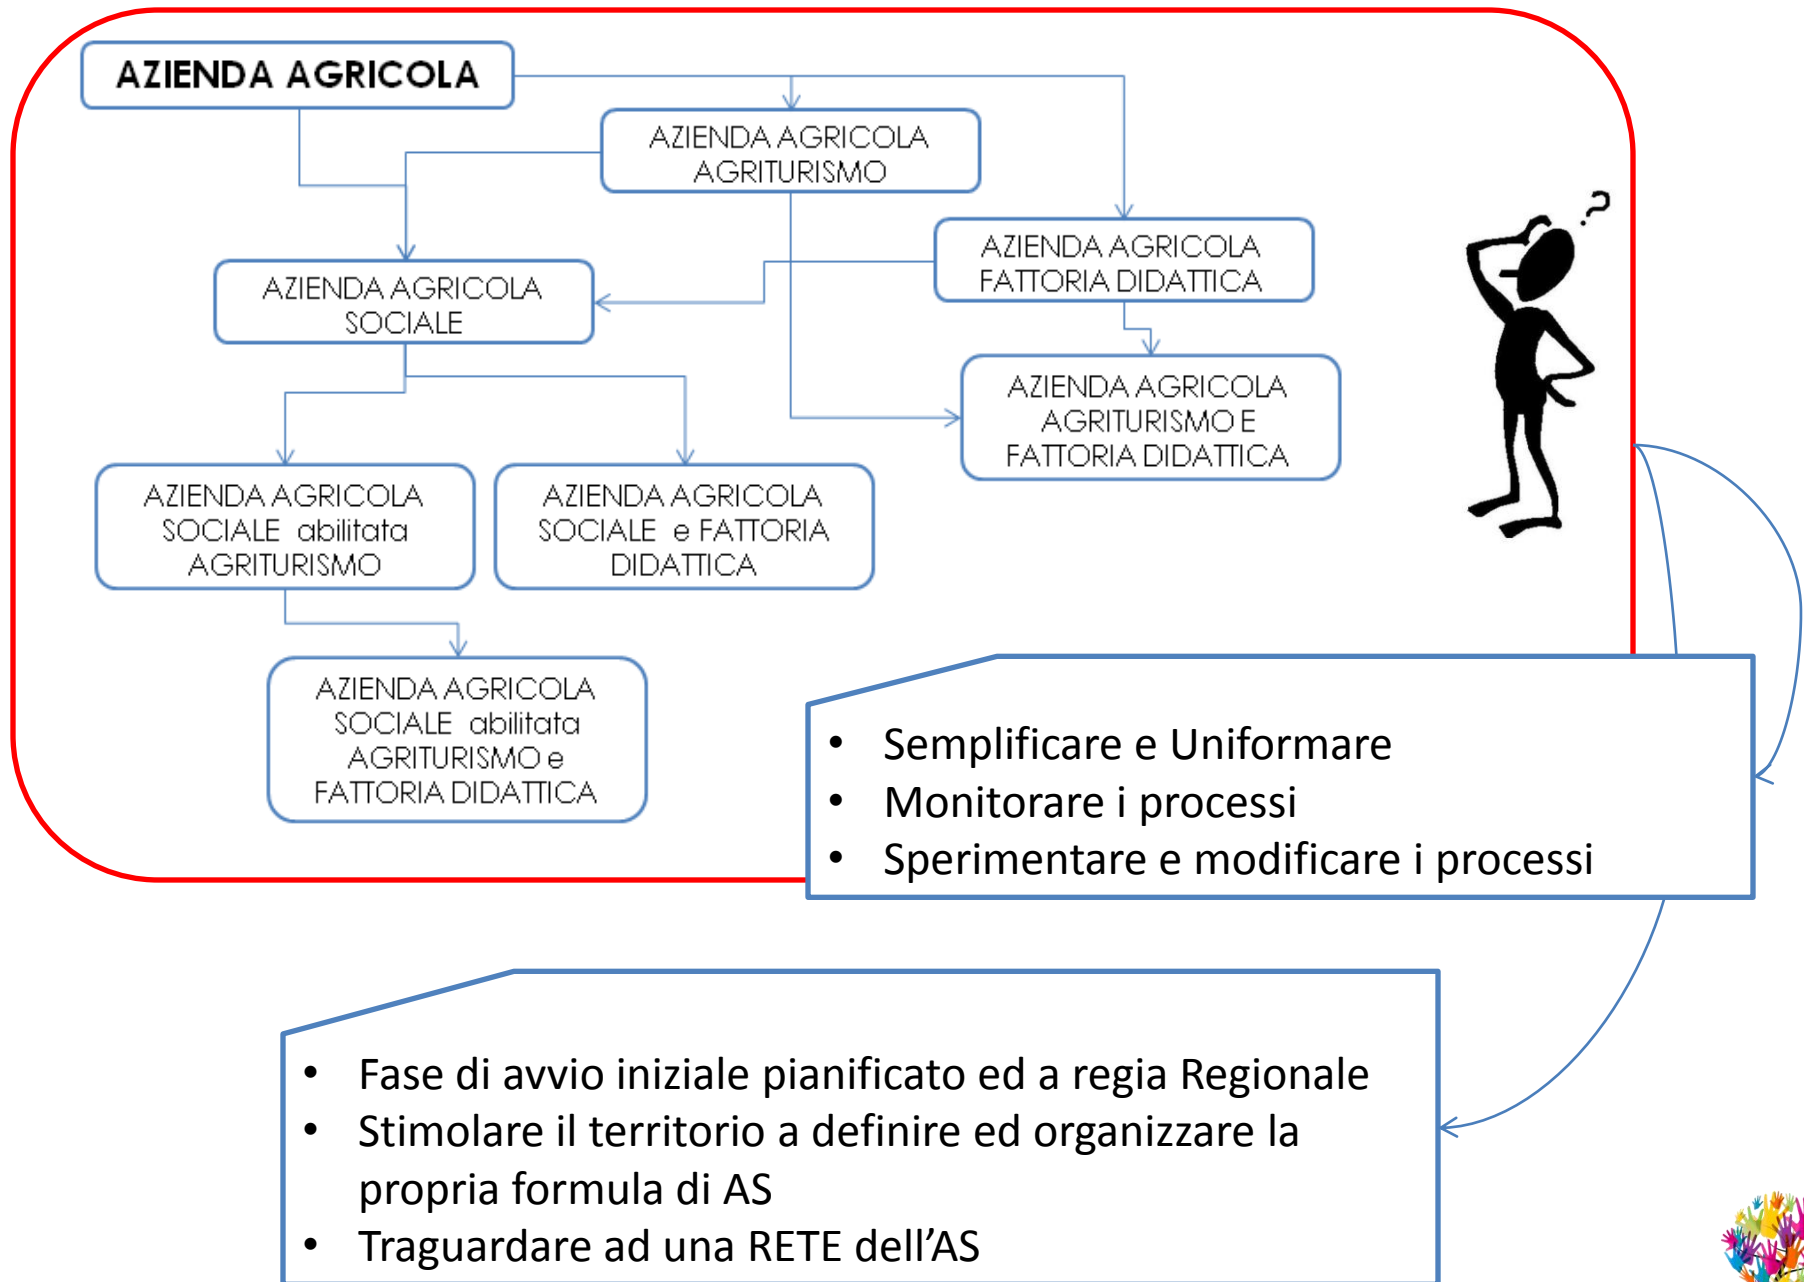 AZIENDA AGRICOLA
AZIENDA AGRICOLA
AGRITURISMO
AZIENDA AGRICOLA
FATTORIA DIDATTICA
AZIENDA AGRICOLA
SOCIALE
AZIENDA AGRICOLA
AGRITURISMO E
FATTORIA DIDATTICA
AZIENDA AGRICOLA
SOCIALE abilitata
AGRITURISMO
AZIENDA AGRICOLA
SOCIALE e FATTORIA
DIDATTICA
AZIENDA AGRICOLA
SOCIALE abilitata
AGRITURISMO e
FATTORIA DIDATTICA
?
• Semplificare e Uniformare
• Monitorare i processi
• Sperimentare e modificare i processi
• Fase di avvio iniziale pianificato ed a regia Regionale
• Stimolare il territorio a definire ed organizzare la
propria formula di AS
• Traguardare ad una RETE dell'AS